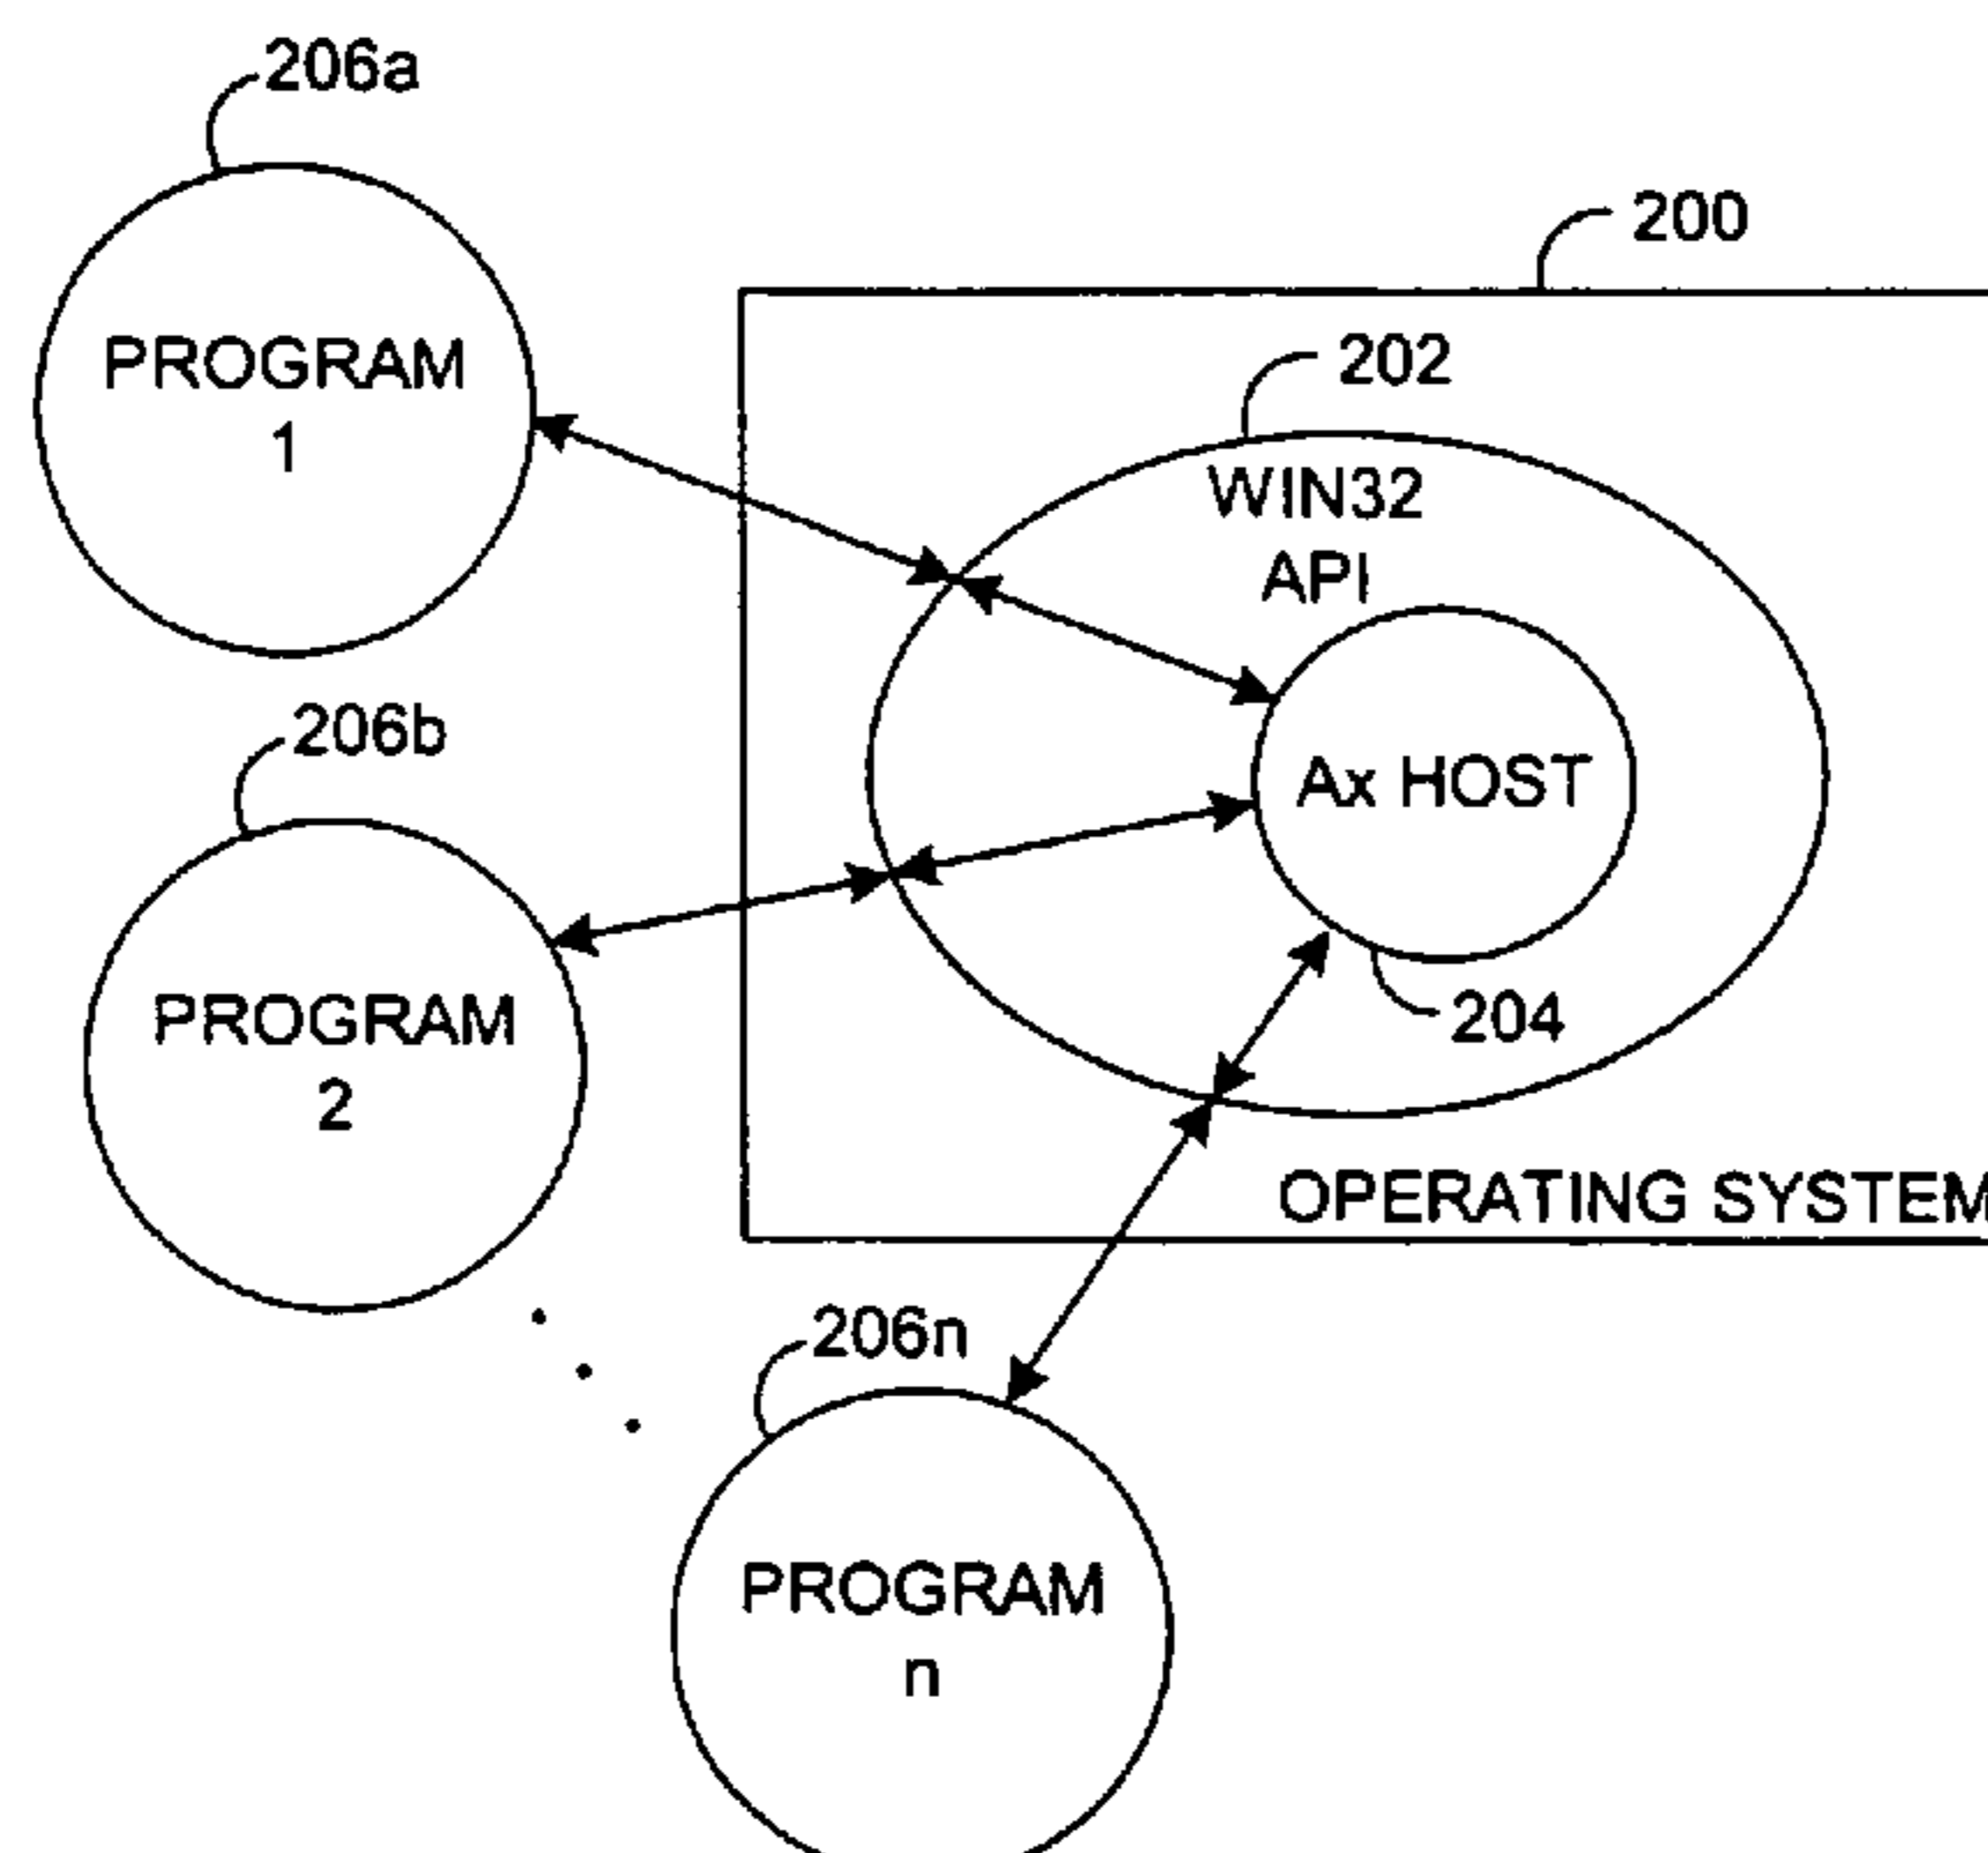 206a
200
PROGRAM
1
202
WIN32
API
206b
Ax HOST
PROGRAM
2
204
OPERATING SYSTEM
206n
PROGRAM
n